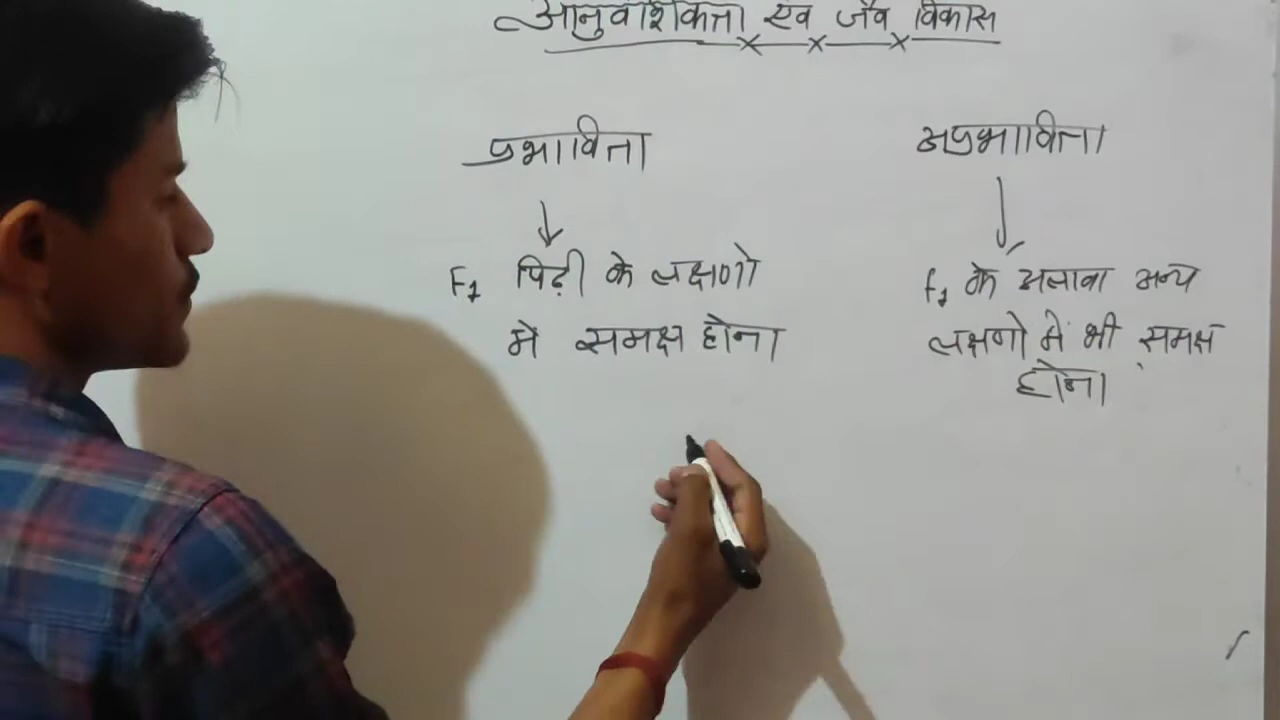 आनुवांशिकता एवं जैव विकास
प्रभाविता
अप्रभाविता
F1 पिढ़ी के लक्षणो
में समक्ष होना
F1 के अलावा अन्य
लक्षणो में भी समक्ष
होना